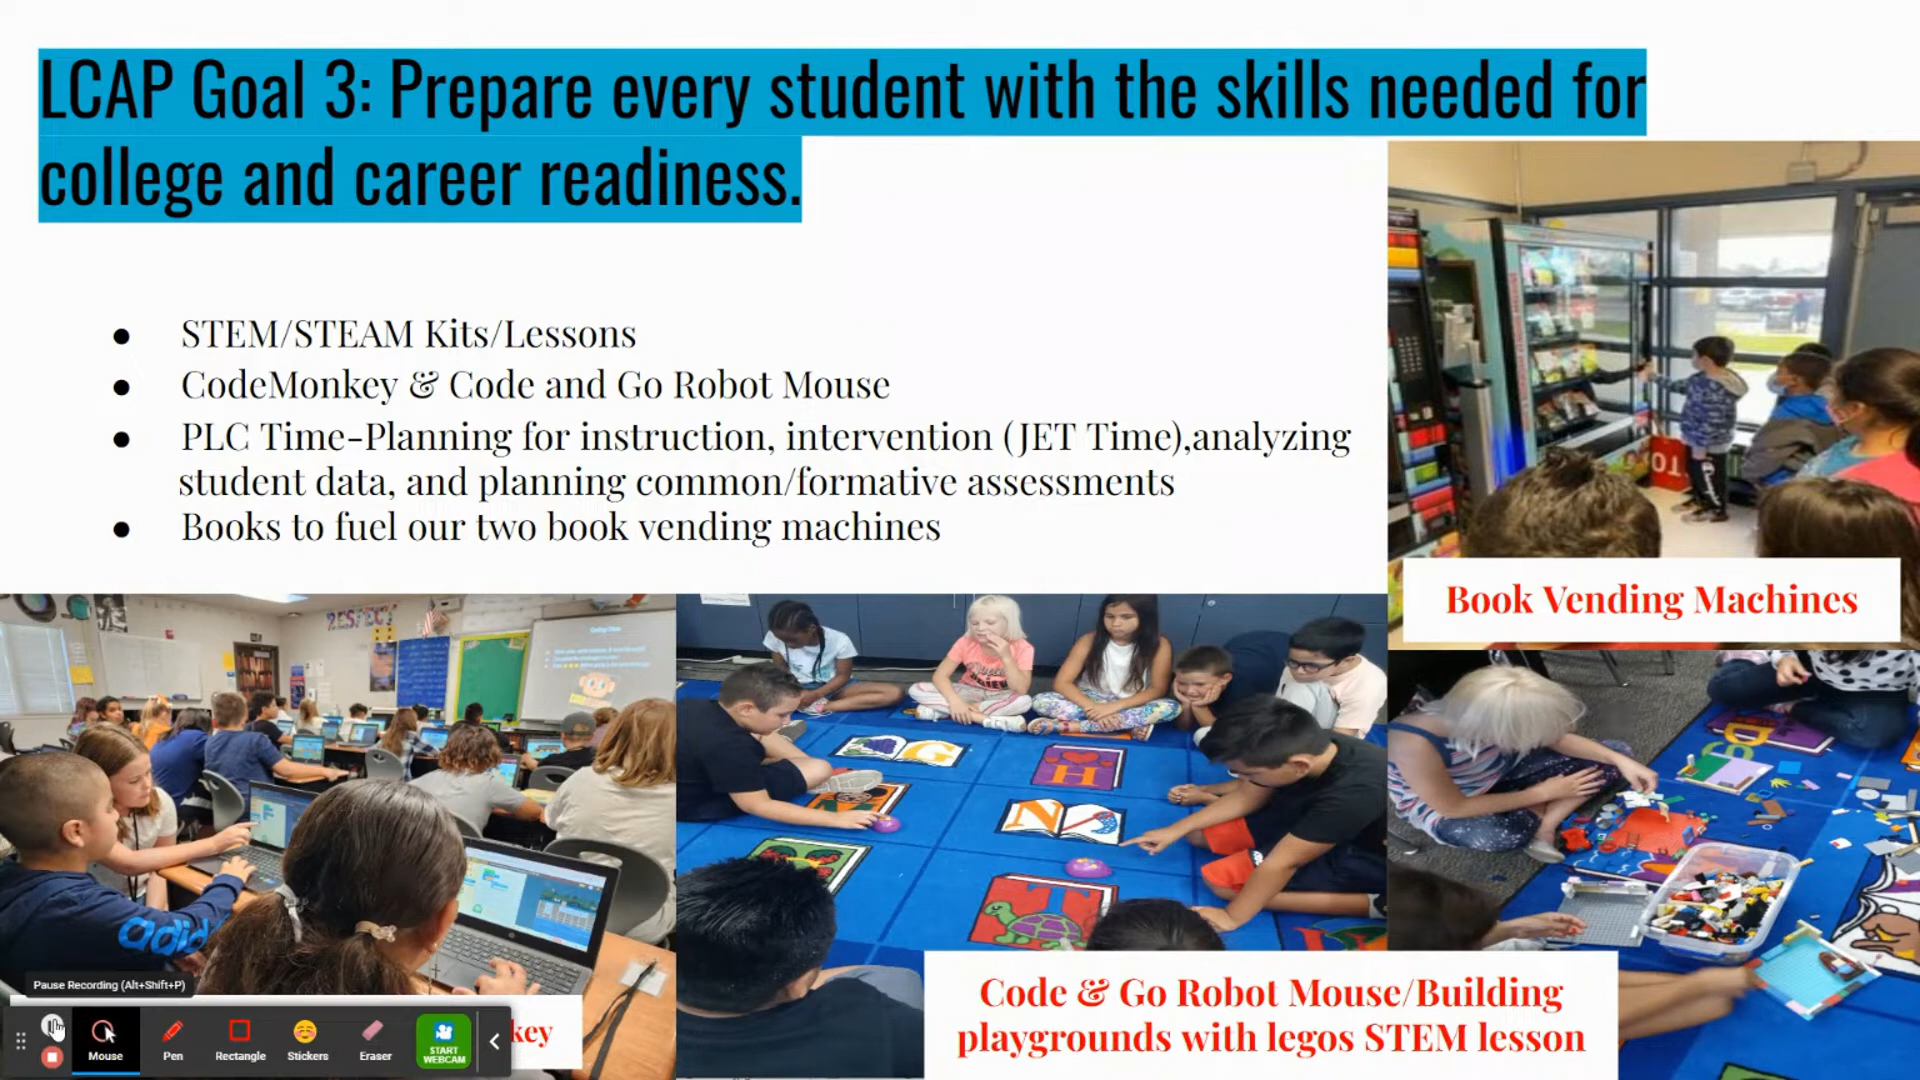 LCAP Goal 3: Prepare every student with the skills needed for
college and career readiness.
● STEM/STEAM Kits/Lessons
● CodeMonkey & Code and Go Robot Mouse
● PLC Time-Planning for instruction, intervention (JET Time),analyzing
student data, and planning common/formative assessments
● Books to fuel our two book vending machines
Book Vending Machines
RESPECT
adidas
Code & Go Robot Mouse/Building
playgrounds with legos STEM lesson
key
Pause Recording (Alt+Shift+P)
Mouse
Pen
Rectangle
Stickers
Eraser
START
WEBCAM
G
H
N
T